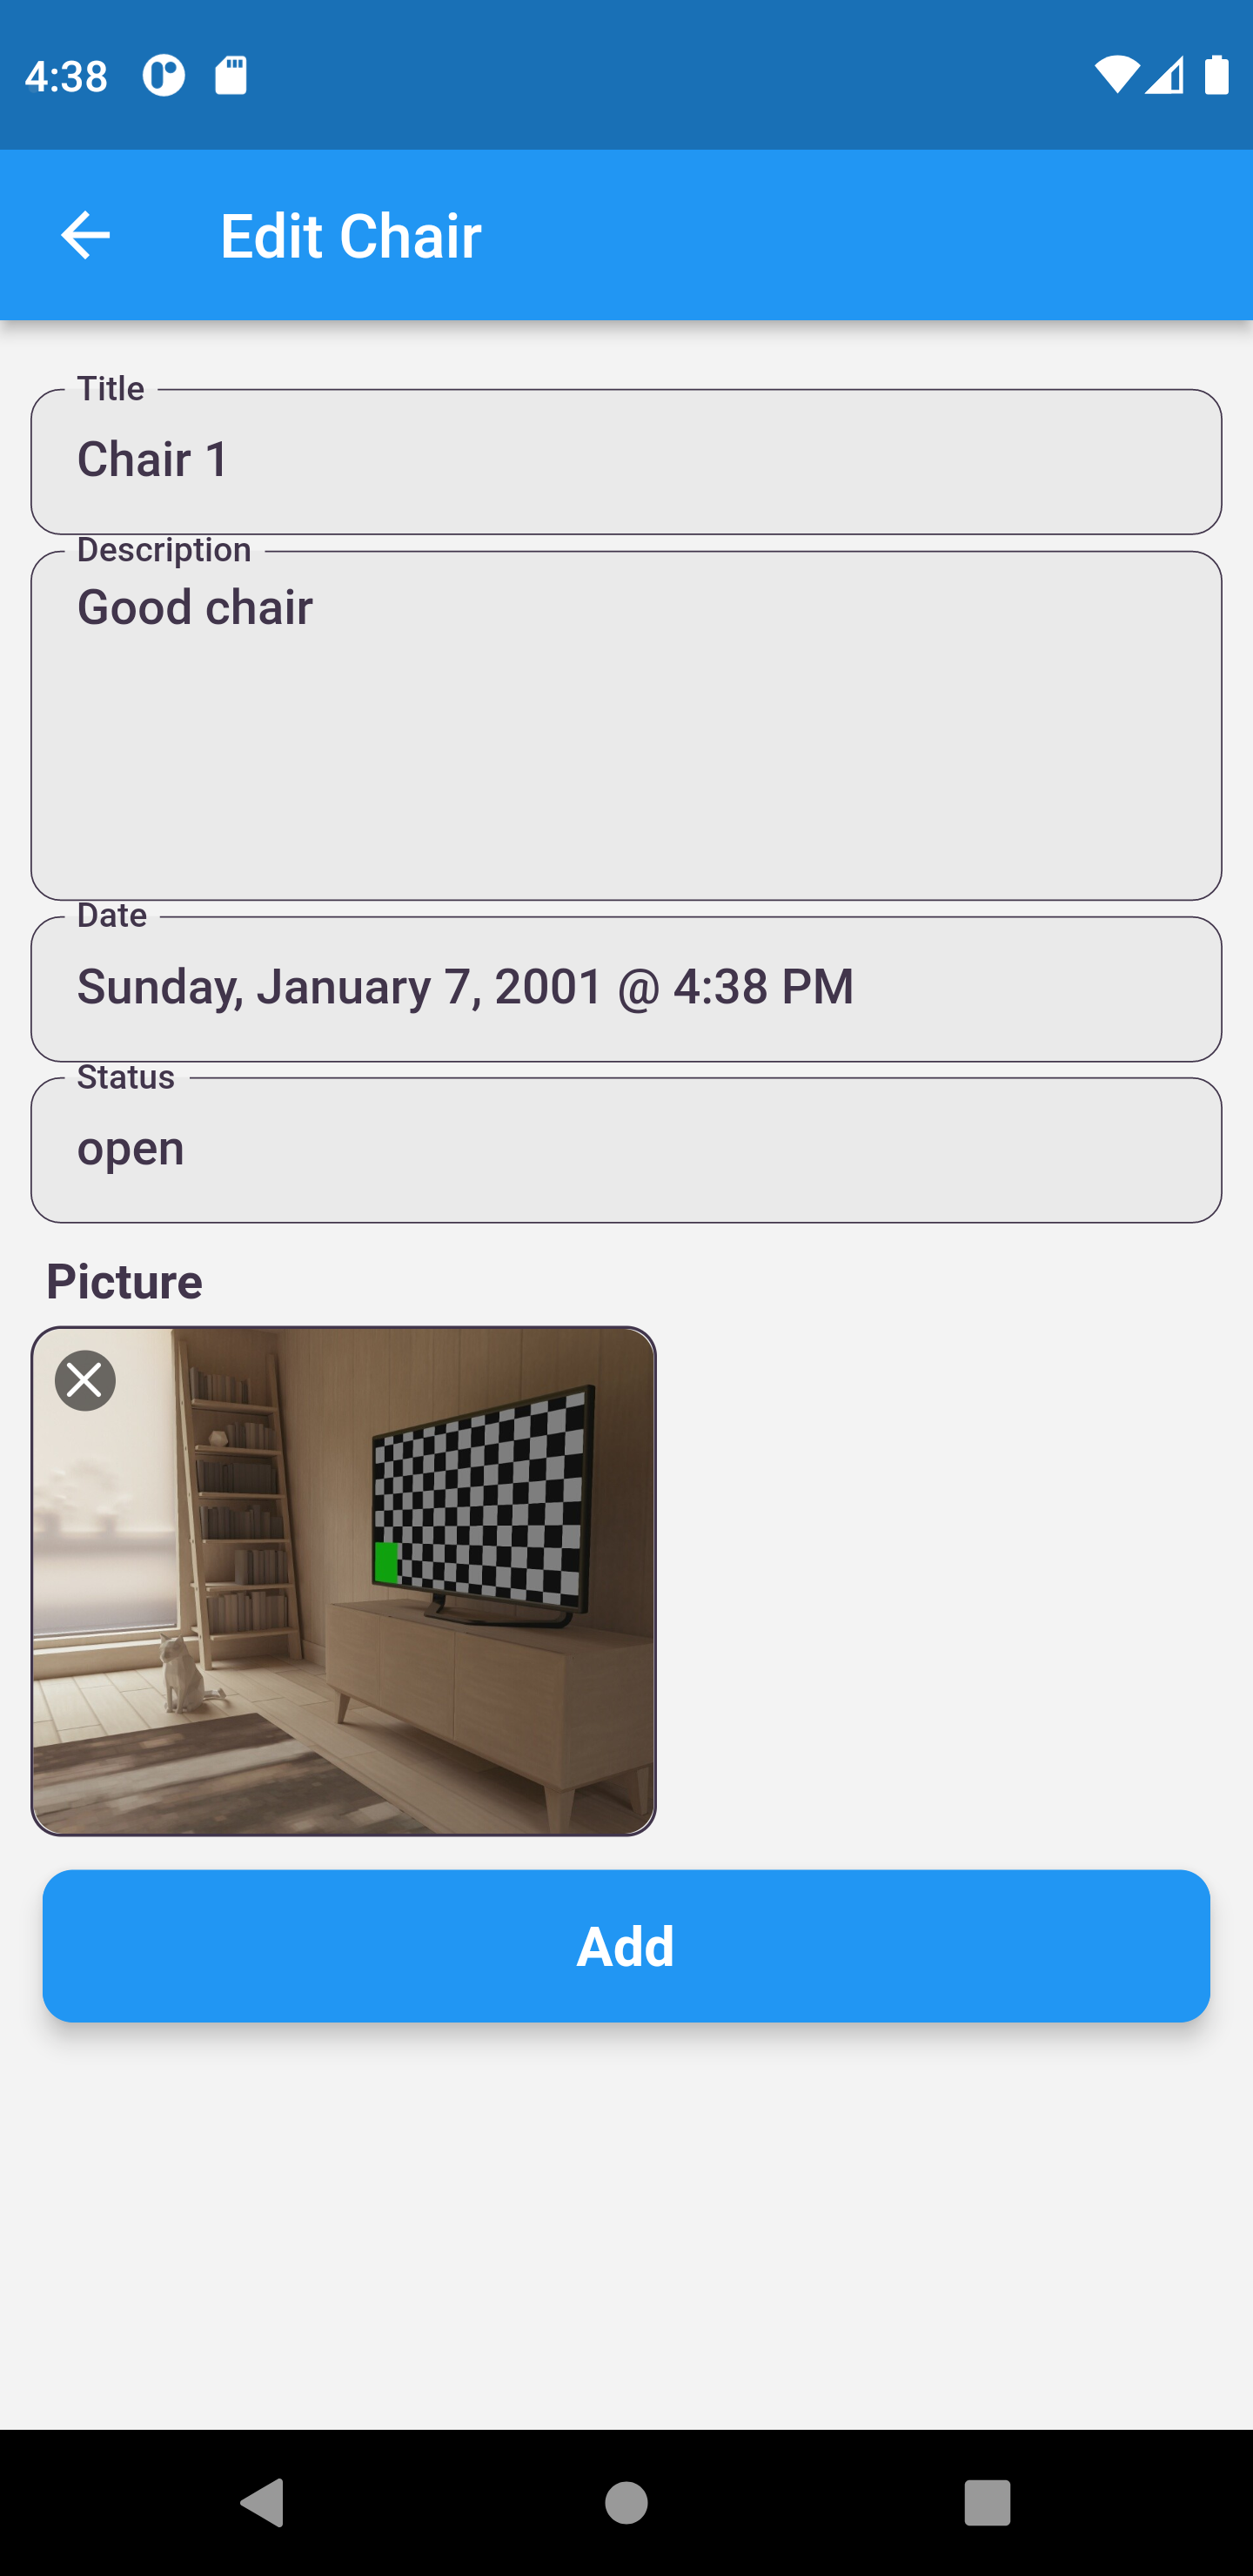 4:38
Edit Chair
Title
Chair 1
Description
Good chair
Date
Sunday, January 7, 2001 @ 4:38 PM
Status
open
Picture
Add